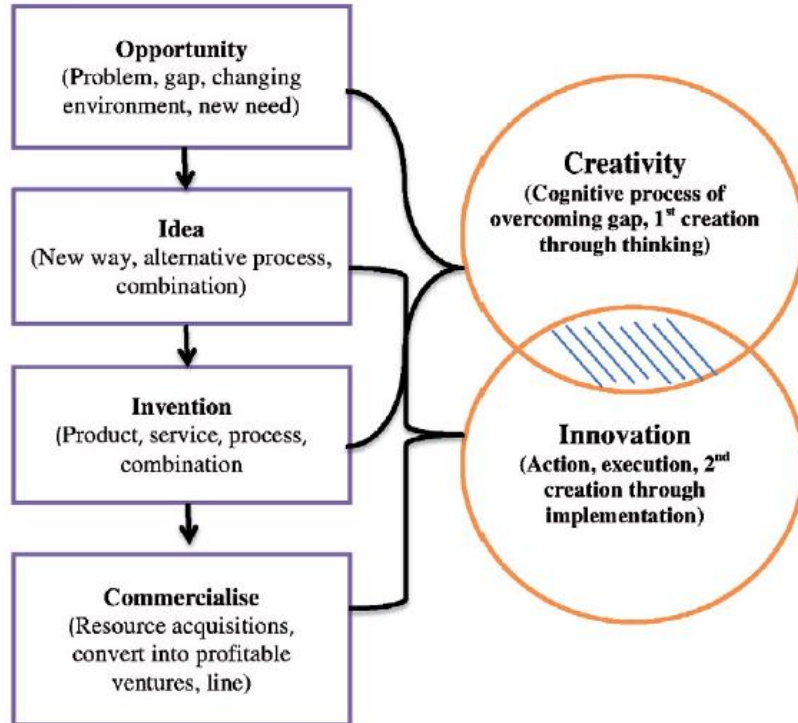 Opportunity
(Problem, gap, changing
environment, new need)
Idea
(New way, alternative process,
combination)
Invention
(Product, service, process,
combination
Commercialise
(Resource acquisitions,
convert into profitable
ventures, line)
Creativity
(Cognitive process of
overcoming gap, 1st creation
through thinking)
Innovation
(Action, execution, 2nd
creation through
implementation)